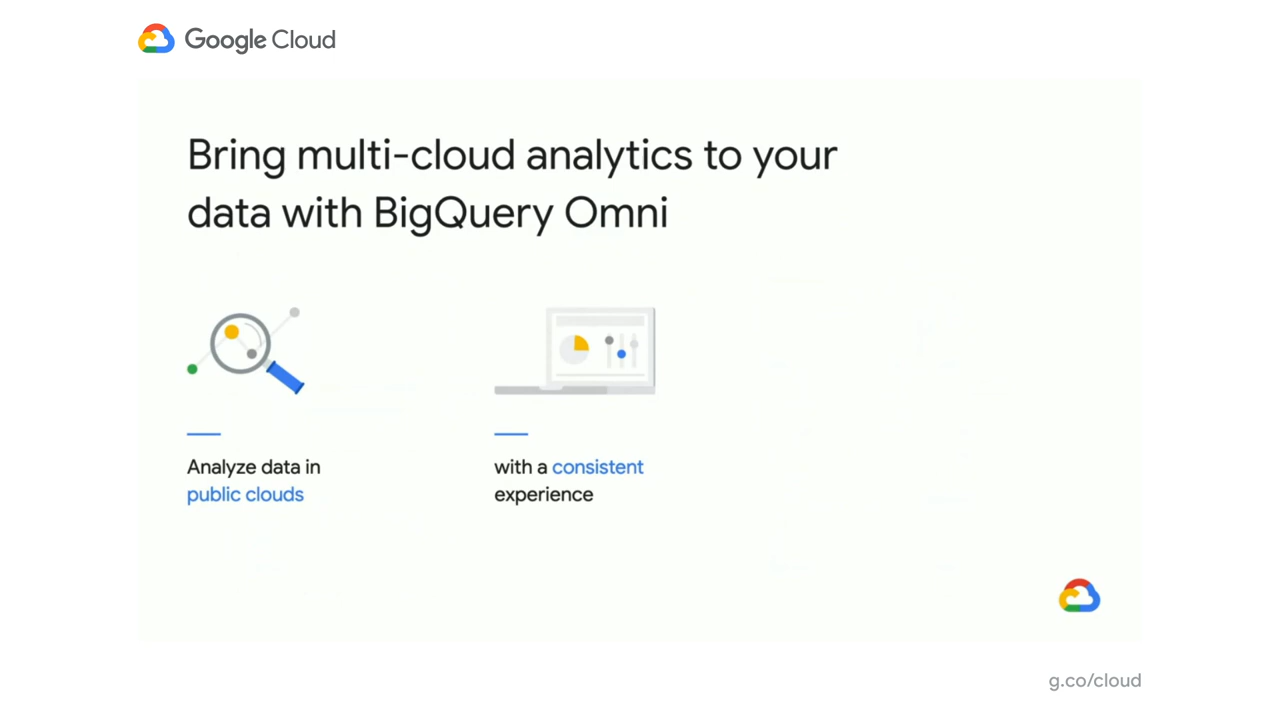 Google Cloud
Bring multi-cloud analytics to your
data with BigQuery Omni
Analyze data in
public clouds
with a consistent
experience
g.co/cloud